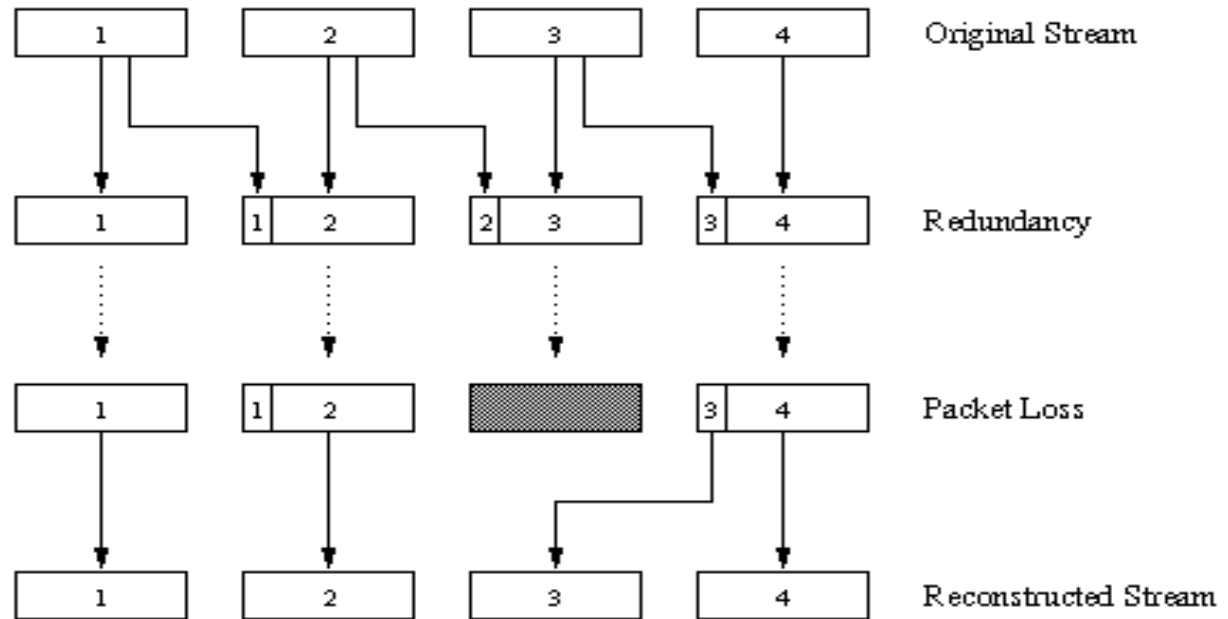 1 2 3 4 Original Stream
1 1 2 2 3 3 4 Redundancy
1 1 2 3 4 Packet Loss
1 2 3 4 Reconstructed Stream